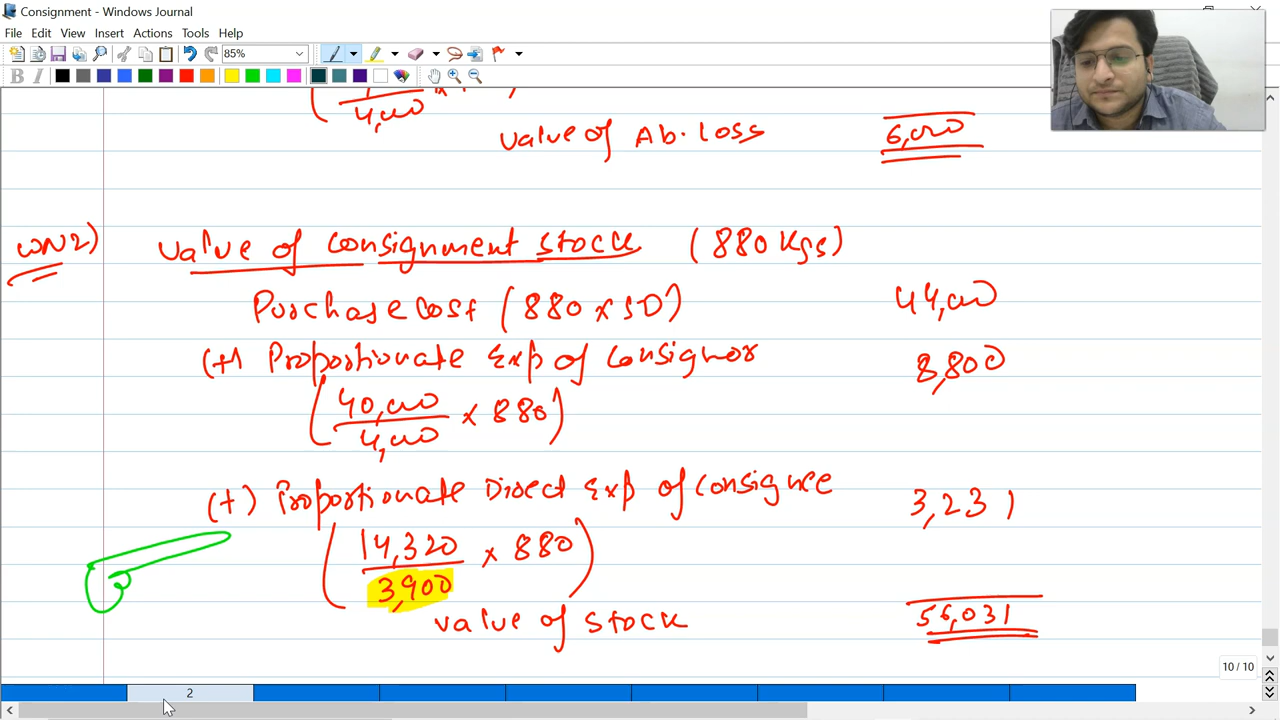 Consignment - Windows Journal
File Edit View Insert Actions Tools Help
85%
B I
4,000
value of Ab. Loss 6,000
WN2) value of consignment stock (880 Kgs)
Purchase cost (880 x 50) 44,000
(+) Proportionate Exp of consignor 8,800
(40,000
4,000 x 880)
(+) Proportionate Direct Exp of consignee 3,231
(14,320
3,900 x 880)
value of stock 56,031
10 / 10
2